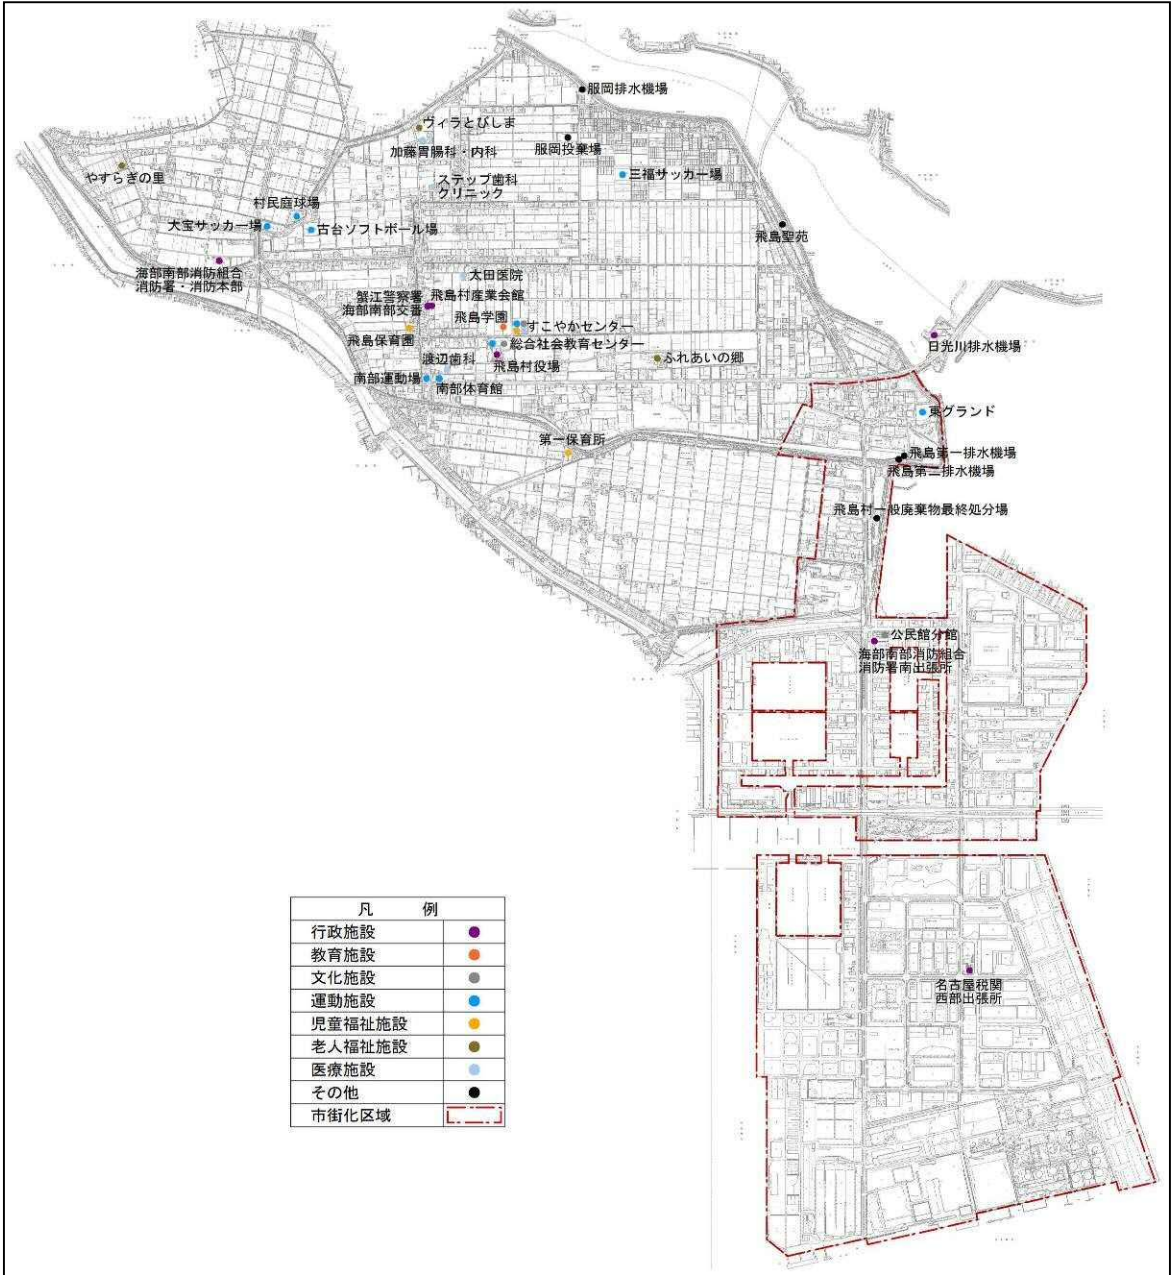 服岡排水機場
ヴィラとびしま
服岡投棄場
加藤胃腸科・内科
やすらぎの里
三福サッカー場
ステップ歯科
クリニック
村民庭球場
大宝サッカー場
古台ソフトボール場
飛島聖苑
海部南部消防組合
消防署・消防本部
太田医院
蟹江警察署
海部南部交番
飛島村産業会館
飛島学園
すこやかセンター
飛島保育園
総合社会教育センター
日光川排水機場
渡辺歯科
飛島村役場
ふれあいの郷
南部運動場
南部体育館
東グランド
第一保育所
飛島第一排水機場
飛島第二排水機場
飛島村一般廃棄物最終処分場
公民館分館
海部南部消防組合
消防署南出張所
名古屋税関
西部出張所
凡 例
行政施設
教育施設
文化施設
運動施設
児童福祉施設
老人福祉施設
医療施設
その他
市街化区域